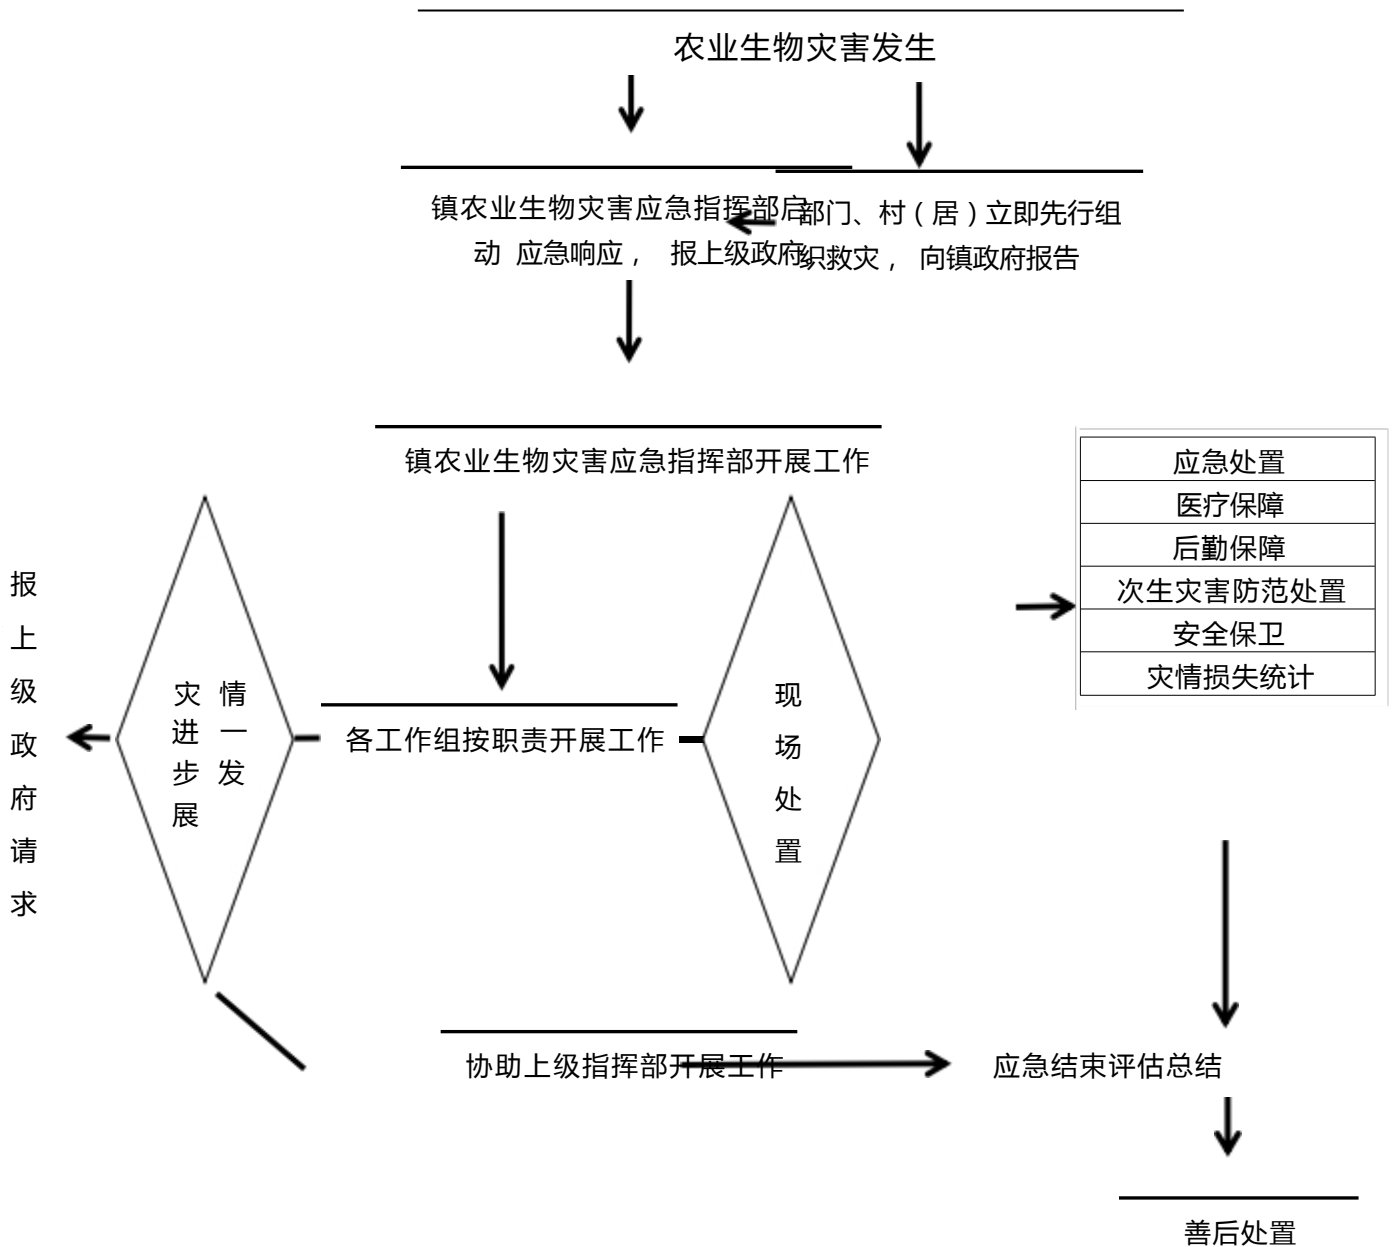 农业生物灾害发生
镇农业生物灾害应急指挥部启
动 应急响应， 报上级政府
部门、村（居）立即先行组
织救灾， 向镇政府报告
镇农业生物灾害应急指挥部开展工作
应急处置
医疗保障
后勤保障
次生灾害防范处置
安全保卫
灾情损失统计
报
上
级
政
府
请
求
灾 情
进 一
步 发
展
各工作组按职责开展工作
现
场
处
置
协助上级指挥部开展工作
应急结束评估总结
善后处置